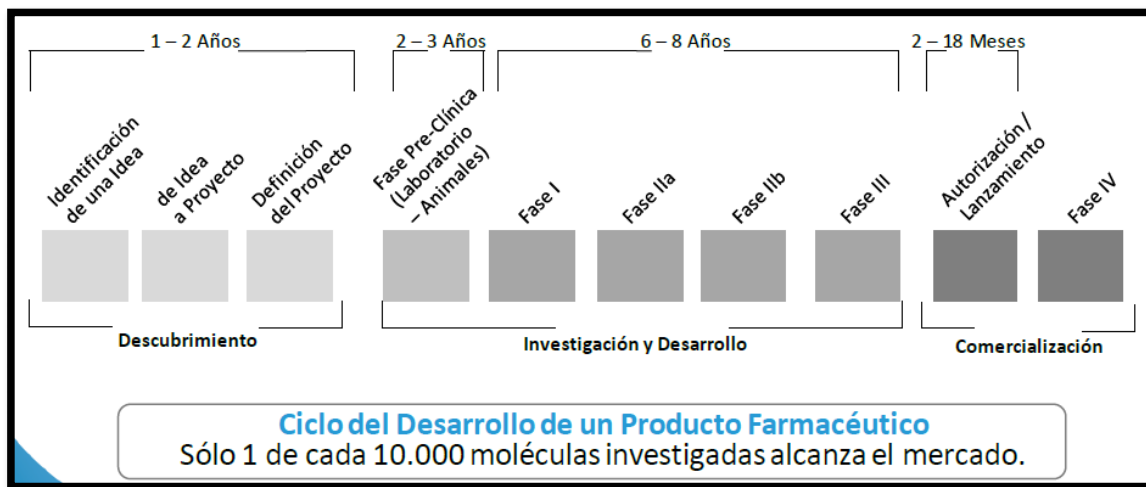 1 – 2 Años
2 – 3 Años
6 – 8 Años
2 – 18 Meses
Identificación
de una Idea
de Idea
a Proyecto
Definición
del Proyecto
Fase Pre-Clínica
(Laboratorio
– Animales)
Fase I
Fase IIa
Fase IIb
Fase III
Autorización /
Lanzamiento
Fase IV
Descubrimiento
Investigación y Desarrollo
Comercialización
Ciclo del Desarrollo de un Producto Farmacéutico
Sólo 1 de cada 10.000 moléculas investigadas alcanza el mercado.